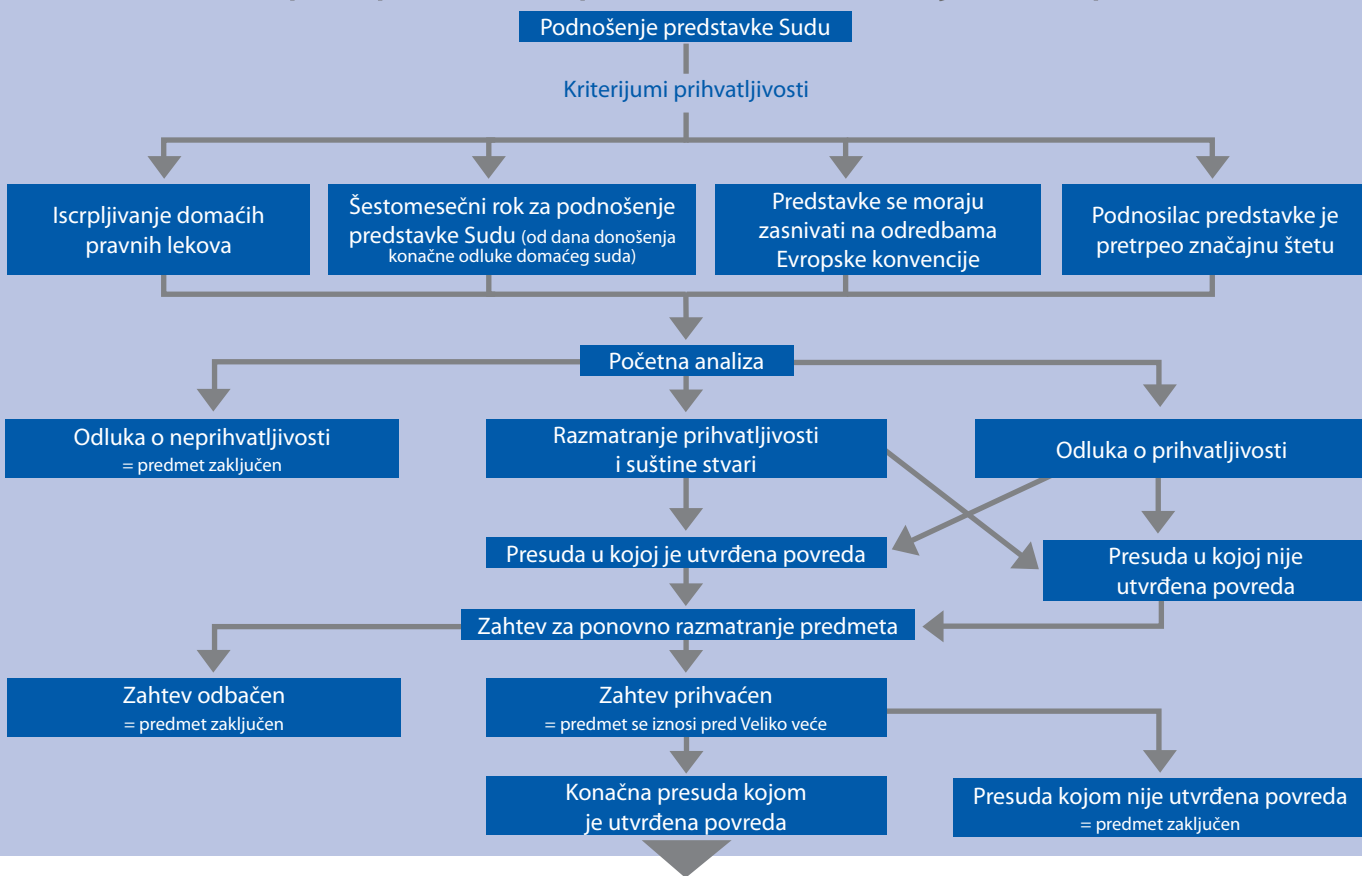 Podnošenje predstavke Sudu
Kriterijumi prihvatljivosti
Iscrpljivanje domaćih
pravnih lekova
Šestomesečni rok za podnošenje
predstavke Sudu (od dana donošenja
konačne odluke domaćeg suda)
Predstavke se moraju
zasnivati na odredbama
Evropske konvencije
Podnosilac predstavke je
pretrpeo značajnu štetu
Početna analiza
Odluka o neprihvatljivosti
= predmet zaključen
Razmatranje prihvatljivosti
i suštine stvari
Odluka o prihvatljivosti
Presuda u kojoj je utvrđena povreda
Presuda u kojoj nije
utvrđena povreda
Zahtev za ponovno razmatranje predmeta
Zahtev odbačen
= predmet zaključen
Zahtev prihvaćen
= predmet se iznosi pred Veliko veće
Konačna presuda kojom
je utvrđena povreda
Presuda kojom nije utvrđena povreda
= predmet zaključen